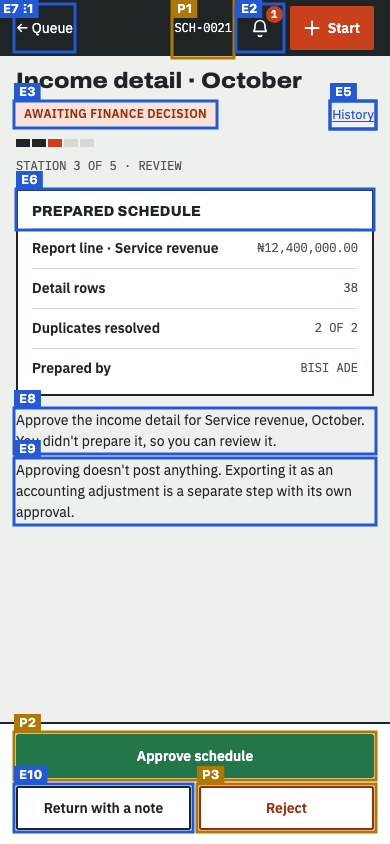 E7 E1 P1 E2
← Queue SCH-0021 1 + Start
Income detail · October
E3 E5
AWAITING FINANCE DECISION History
STATION 3 OF 5 · REVIEW
E6
PREPARED SCHEDULE
Report line · Service revenue ₦12,400,000.00
Detail rows 38
Duplicates resolved 2 OF 2
Prepared by BISI ADE
E8
Approve the income detail for Service revenue, October.
You didn't prepare it, so you can review it.
E9
Approving doesn't post anything. Exporting it as an
accounting adjustment is a separate step with its own
approval.
P2
Approve schedule
E10 P3
Return with a note Reject